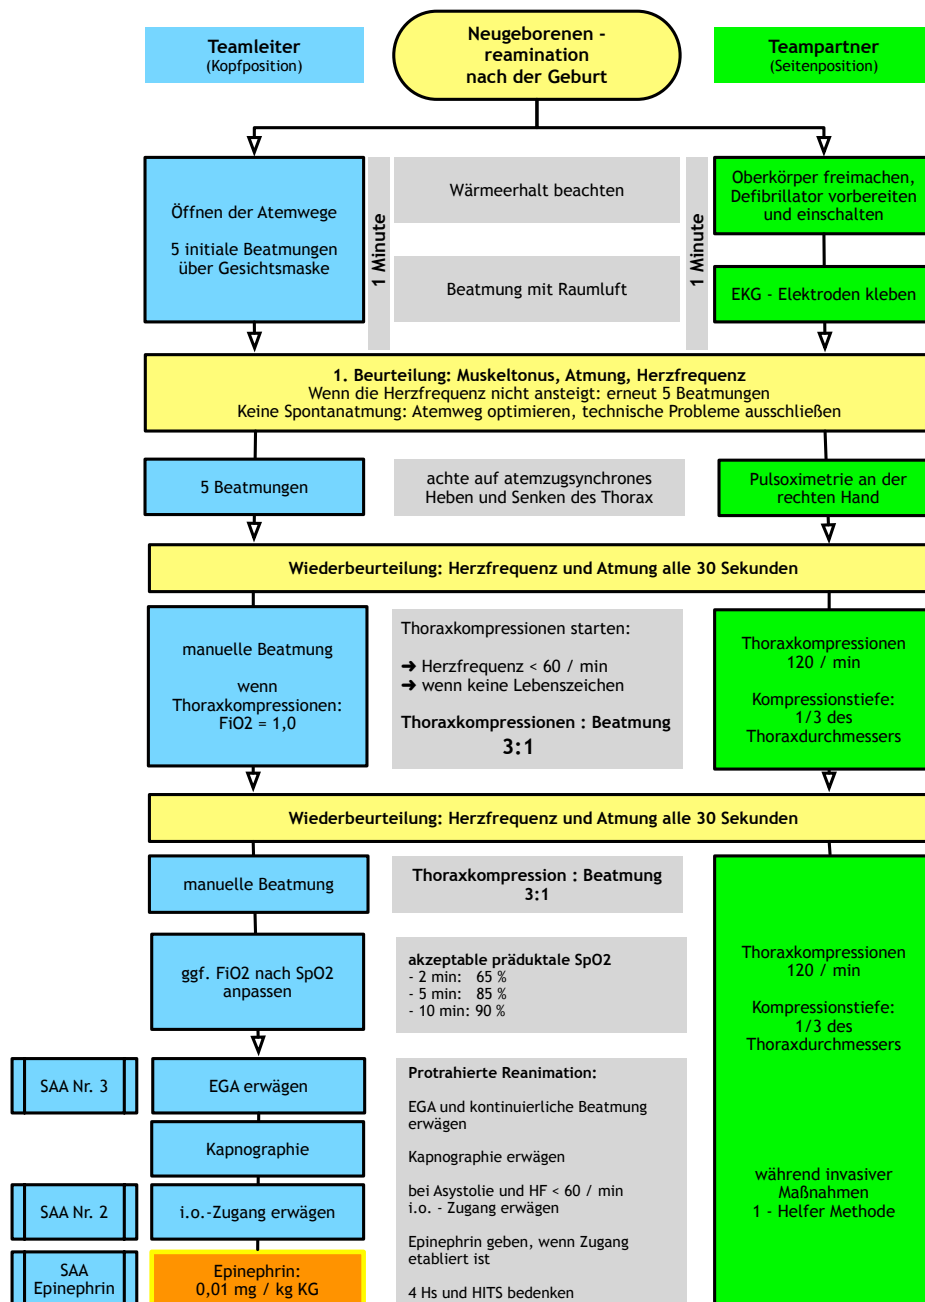 Teamleiter
(Kopfposition)
Neugeborenen -
reamination
nach der Geburt
Teampartner
(Seitenposition)
Öffnen der Atemwege
5 initiale Beatmungen
über Gesichtsmaske
1 Minute
Wärmeerhalt beachten
Beatmung mit Raumluft
1 Minute
Oberkörper freimachen,
Defibrillator vorbereiten
und einschalten
EKG - Elektroden kleben
1. Beurteilung: Muskeltonus, Atmung, Herzfrequenz
Wenn die Herzfrequenz nicht ansteigt: erneut 5 Beatmungen
Keine Spontanatmung: Atemweg optimieren, technische Probleme ausschließen
5 Beatmungen
achte auf atemzugsynchrones
Heben und Senken des Thorax
Pulsoximetrie an der
rechten Hand
Wiederbeurteilung: Herzfrequenz und Atmung alle 30 Sekunden
manuelle Beatmung
wenn
Thoraxkompressionen:
FiO2 = 1,0
Thoraxkompressionen starten:
➜ Herzfrequenz < 60 / min
➜ wenn keine Lebenszeichen
Thoraxkompressionen : Beatmung
3:1
Thoraxkompressionen
120 / min
Kompressionstiefe:
1/3 des
Thoraxdurchmessers
Wiederbeurteilung: Herzfrequenz und Atmung alle 30 Sekunden
manuelle Beatmung
Thoraxkompression : Beatmung
3:1
ggf. FiO2 nach SpO2
anpassen
akzeptable präduktale SpO2
- 2 min: 65 %
- 5 min: 85 %
- 10 min: 90 %
Thoraxkompressionen
120 / min
Kompressionstiefe:
1/3 des
Thoraxdurchmessers
während invasiver
Maßnahmen
1 - Helfer Methode
SAA Nr. 3
EGA erwägen
Kapnographie
SAA Nr. 2
i.o.-Zugang erwägen
SAA
Epinephrin
Epinephrin:
0,01 mg / kg KG
Protrahierte Reanimation:
EGA und kontinuierliche Beatmung
erwägen
Kapnographie erwägen
bei Asystolie und HF < 60 / min
i.o. - Zugang erwägen
Epinephrin geben, wenn Zugang
etabliert ist
4 Hs und HITS bedenken